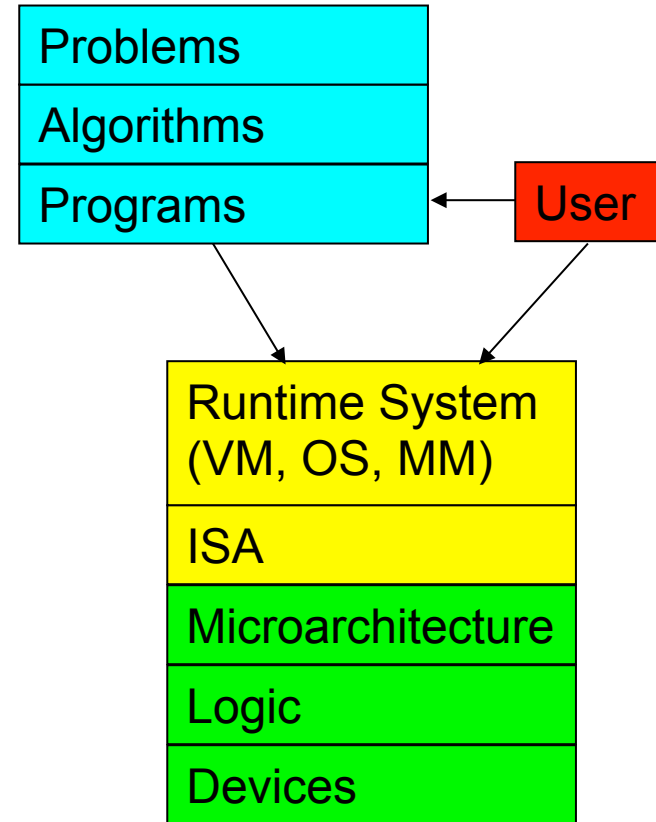 Problems
Algorithms
Programs
User
Runtime System
(VM, OS, MM)
ISA
Microarchitecture
Logic
Devices